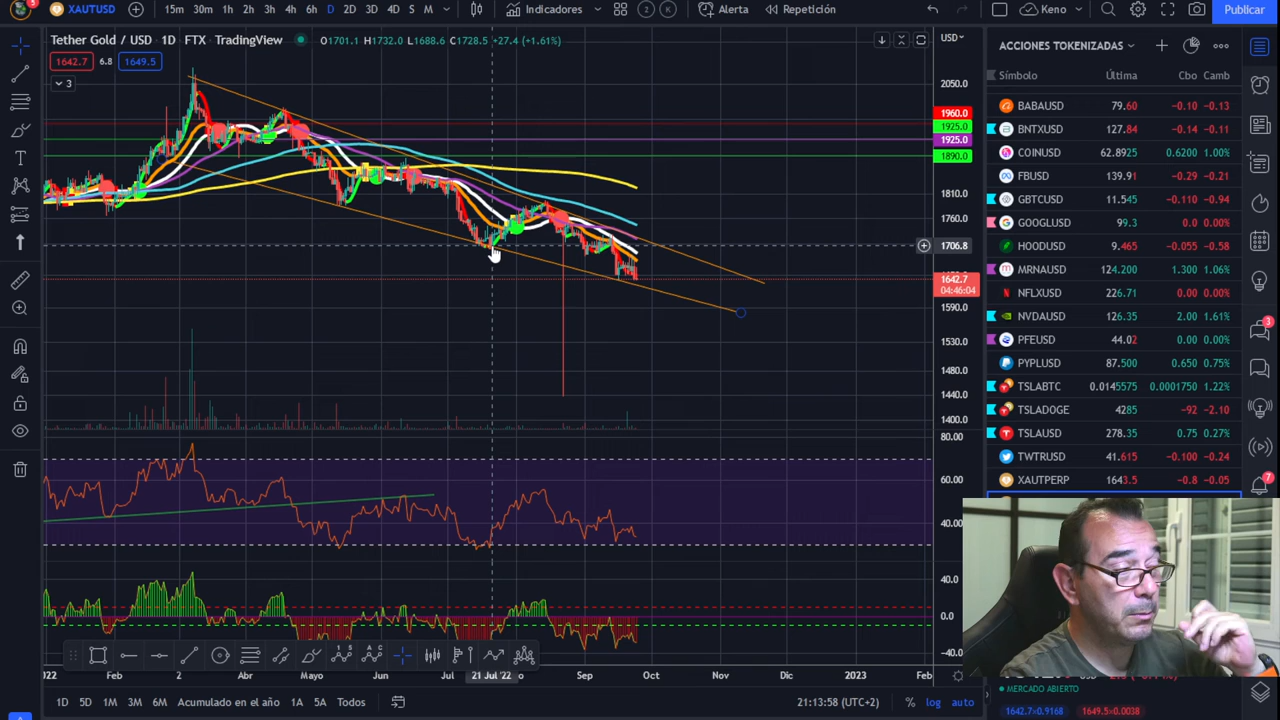 5
XAUTUSD
15m 30m 1h 2h 3h 4h 6h D 2D 3D 4D S M
Indicadores
2 K
Alerta
Repetición
Keno
Publicar
Tether Gold / USD · 1D · FTX · TradingView
O1701.1 H1732.0 L1688.6 C1728.5 +27.4 (+1.61%)
1642.7 6.8 1649.5
3
USD
2050.0
1960.0
1925.0
1925.0
1890.0
1810.0
1760.0
1706.8
1642.7
04:46:04
1590.0
1530.0
1480.0
1440.0
1400.0
80.00
60.00
40.00
40.0
0.0
−40.0
2022 Feb 2 Abr Mayo Jun Jul 21 Jul '22 Sep Oct Nov Dic 2023 Feb
1D 5D 1M 3M 6M Acumulado en el año 1A 5A Todos
21:13:58 (UTC+2)
% log auto
ACCIONES TOKENIZADAS
Símbolo Última Cbo Camb
BABAUSD 79.60 −0.10 −0.13
BNTXUSD 127.84 −0.14 −0.11
COINUSD 62.8925 0.6200 1.00%
FBUSD 139.91 −0.29 −0.21
GBTCUSD 11.545 −0.110 −0.94
GOOGLUSD 99.3 0.0 0.00%
HOODUSD 9.465 −0.055 −0.58
MRNAUSD 124.200 1.300 1.06%
NFLXUSD 226.71 0.00 0.00%
NVDAUSD 126.35 2.00 1.61%
PFEUSD 44.02 0.00 0.00%
PYPLUSD 87.500 0.650 0.75%
TSLABTC 0.0145575 0.0001750 1.22%
TSLADOGE 4285 −92 −2.10
TSLAUSD 278.35 0.75 0.27%
TWTRUSD 41.615 −0.100 −0.24
XAUTPERP 1643.5 −0.8 −0.05
3
7
MERCADO ABIERTO
1642.7×0.9168 1649.5×0.0038